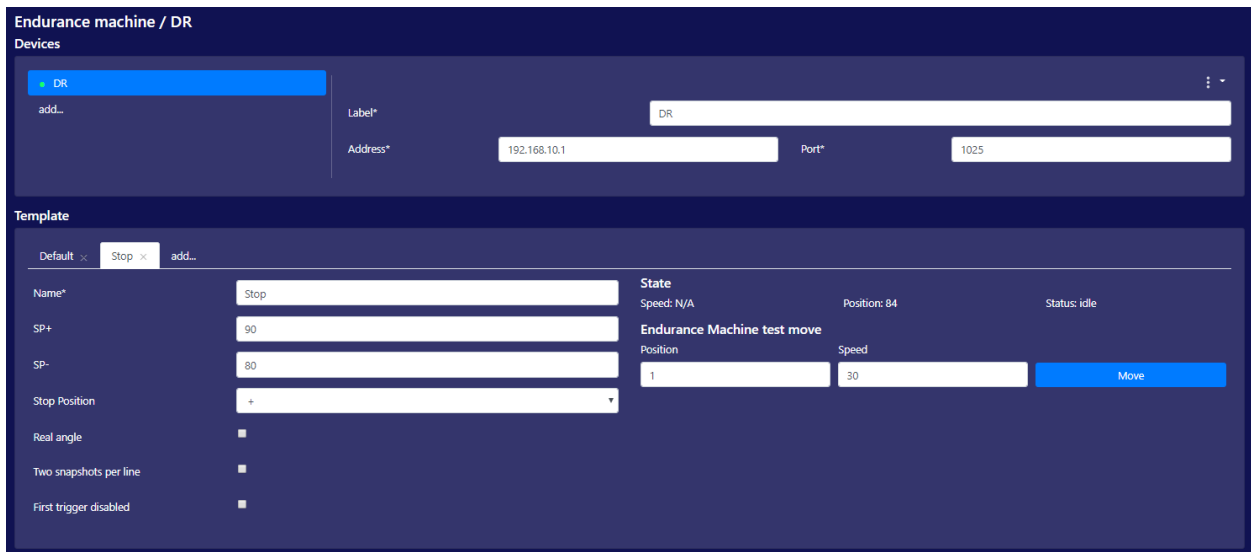 Endurance machine / DR
Devices
DR
add...
Label* DR
Address* 192.168.10.1 Port* 1025
Template
Default × Stop × add...
Name* Stop
SP+ 90
SP- 80
Stop Position +
Real angle
Two snapshots per line
First trigger disabled
State
Speed: N/A Position: 84 Status: idle
Endurance Machine test move
Position Speed
1 30 Move